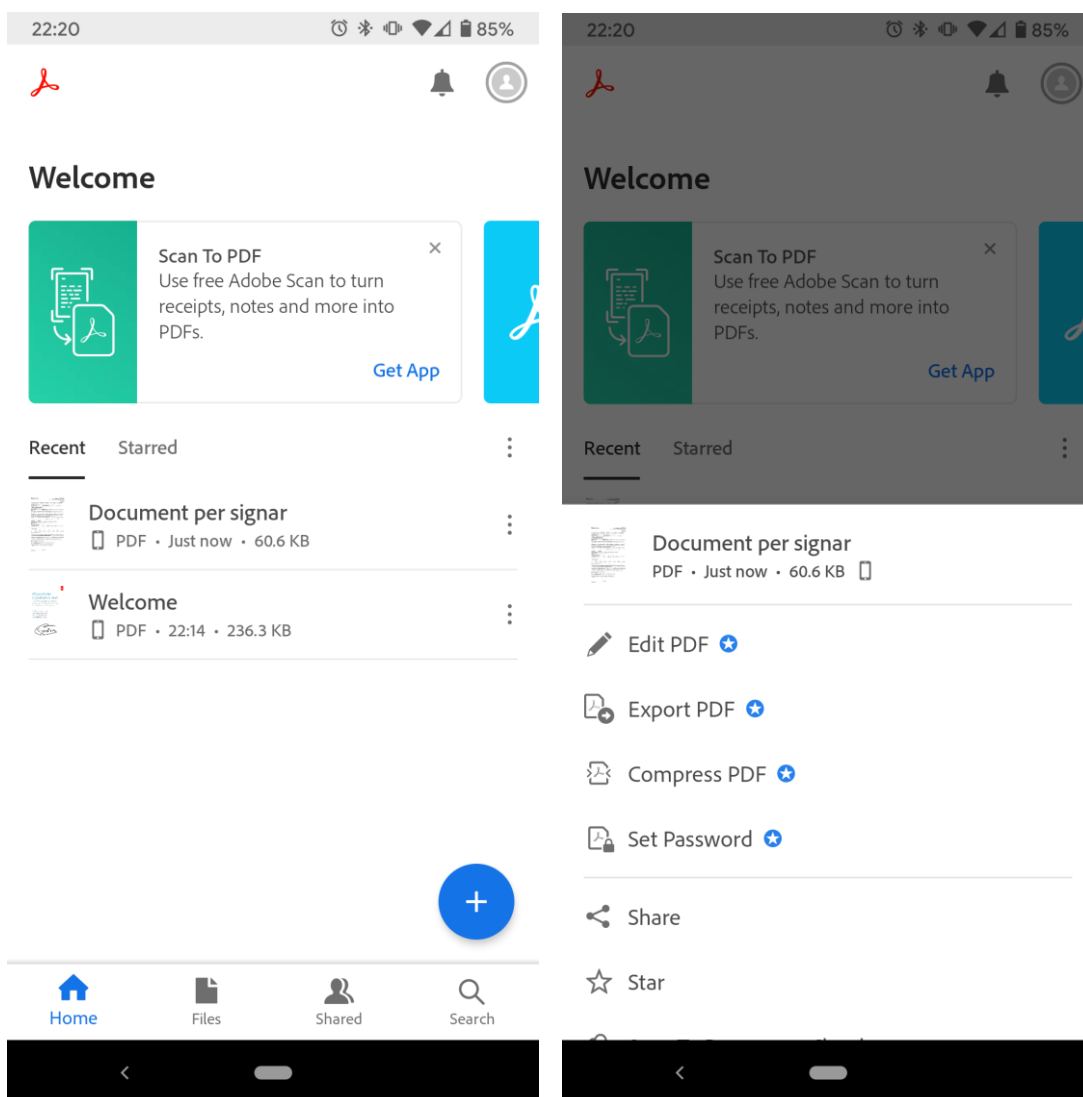 22:20
85%
Welcome
Scan To PDF
Use free Adobe Scan to turn
receipts, notes and more into
PDFs.
Get App
Recent Starred
Document per signar
PDF • Just now • 60.6 KB
Welcome
PDF • 22:14 • 236.3 KB
Home Files Shared Search
22:20
85%
Welcome
Scan To PDF
Use free Adobe Scan to turn
receipts, notes and more into
PDFs.
Get App
Recent Starred
Document per signar
PDF • Just now • 60.6 KB
Edit PDF
Export PDF
Compress PDF
Set Password
Share
Star